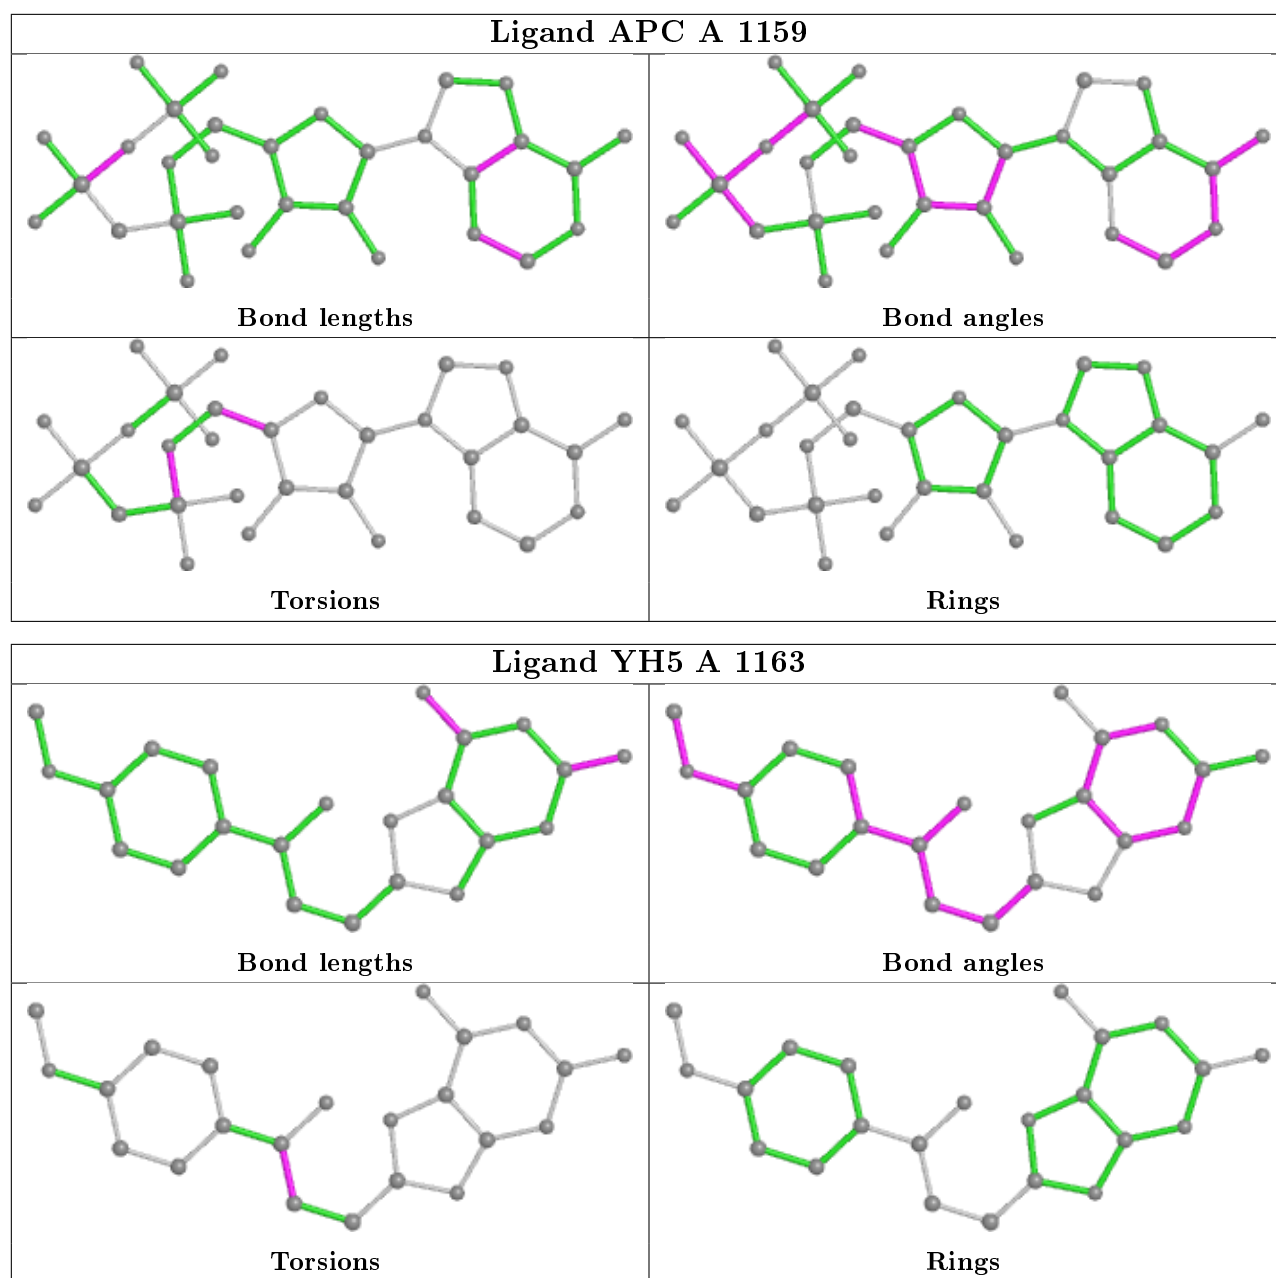 Ligand APC A 1159
Bond lengths
Bond angles
Torsions
Rings
Ligand YH5 A 1163
Bond lengths
Bond angles
Torsions
Rings